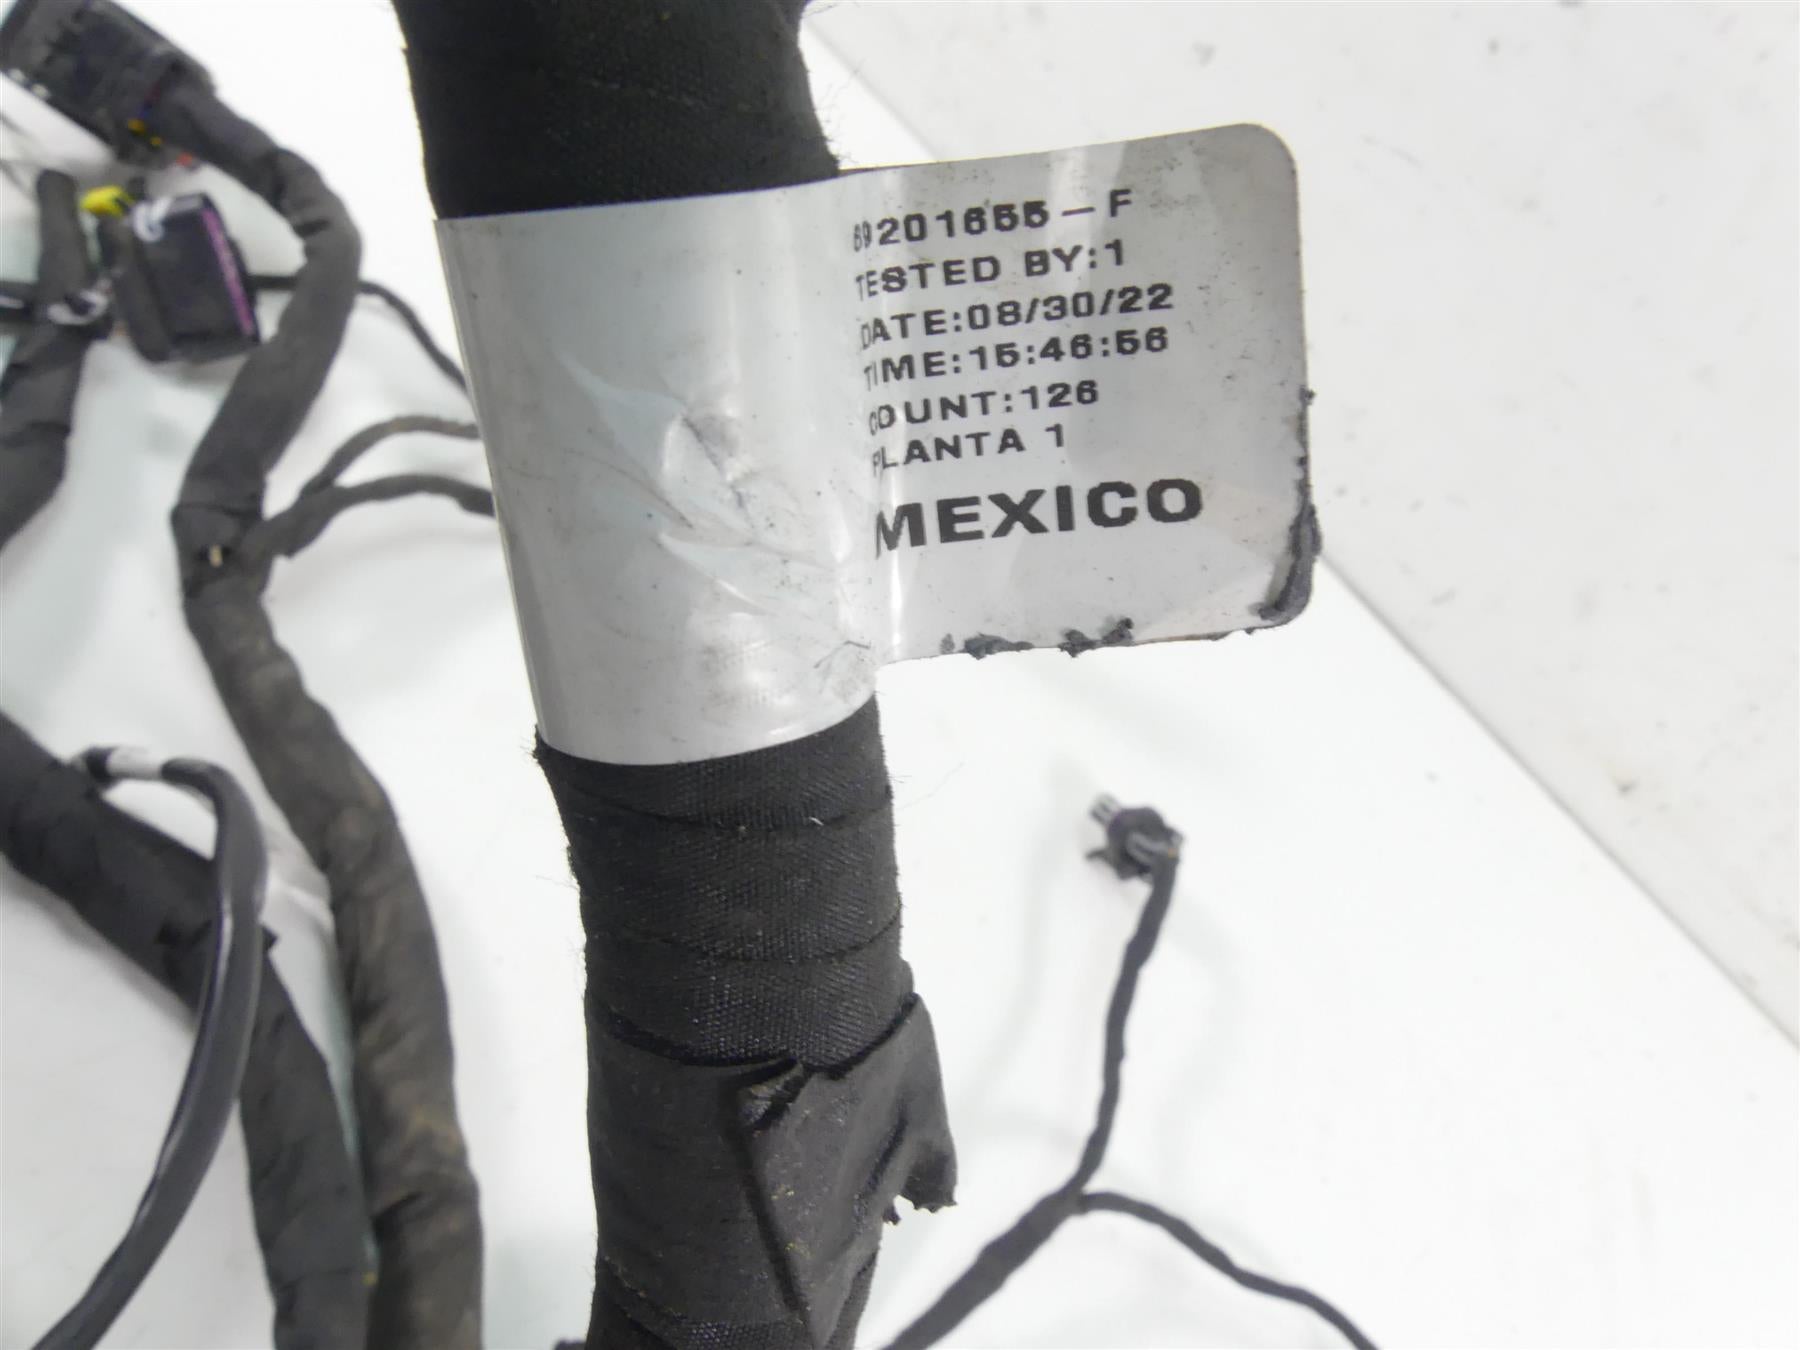 69201655-F
TESTED BY:1
DATE:08/30/22
TIME:15:46:56
COUNT:126
PLANTA 1
MEXICO